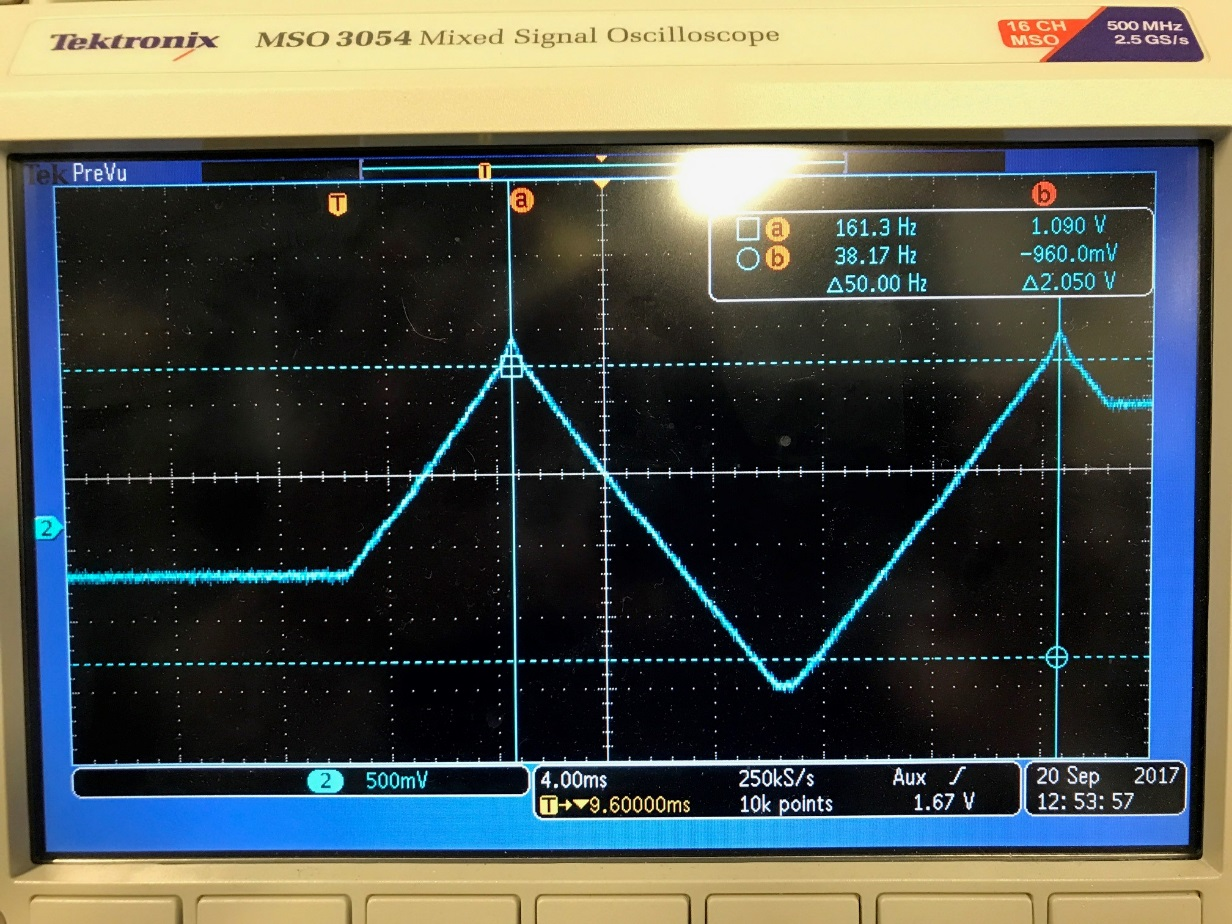 Tektronix MSO 3054 Mixed Signal Oscilloscope
16 CH MSO
500 MHz
2.5 GS/s
Tek PreVu
T
T a b
a 161.3 Hz 1.090 V
b 38.17 Hz -960.0mV
Δ50.00 Hz Δ2.050 V
2
2 500mV
4.00ms 250kS/s Aux ∫
T→▼9.60000ms 10k points 1.67 V
20 Sep 2017
12:53:57